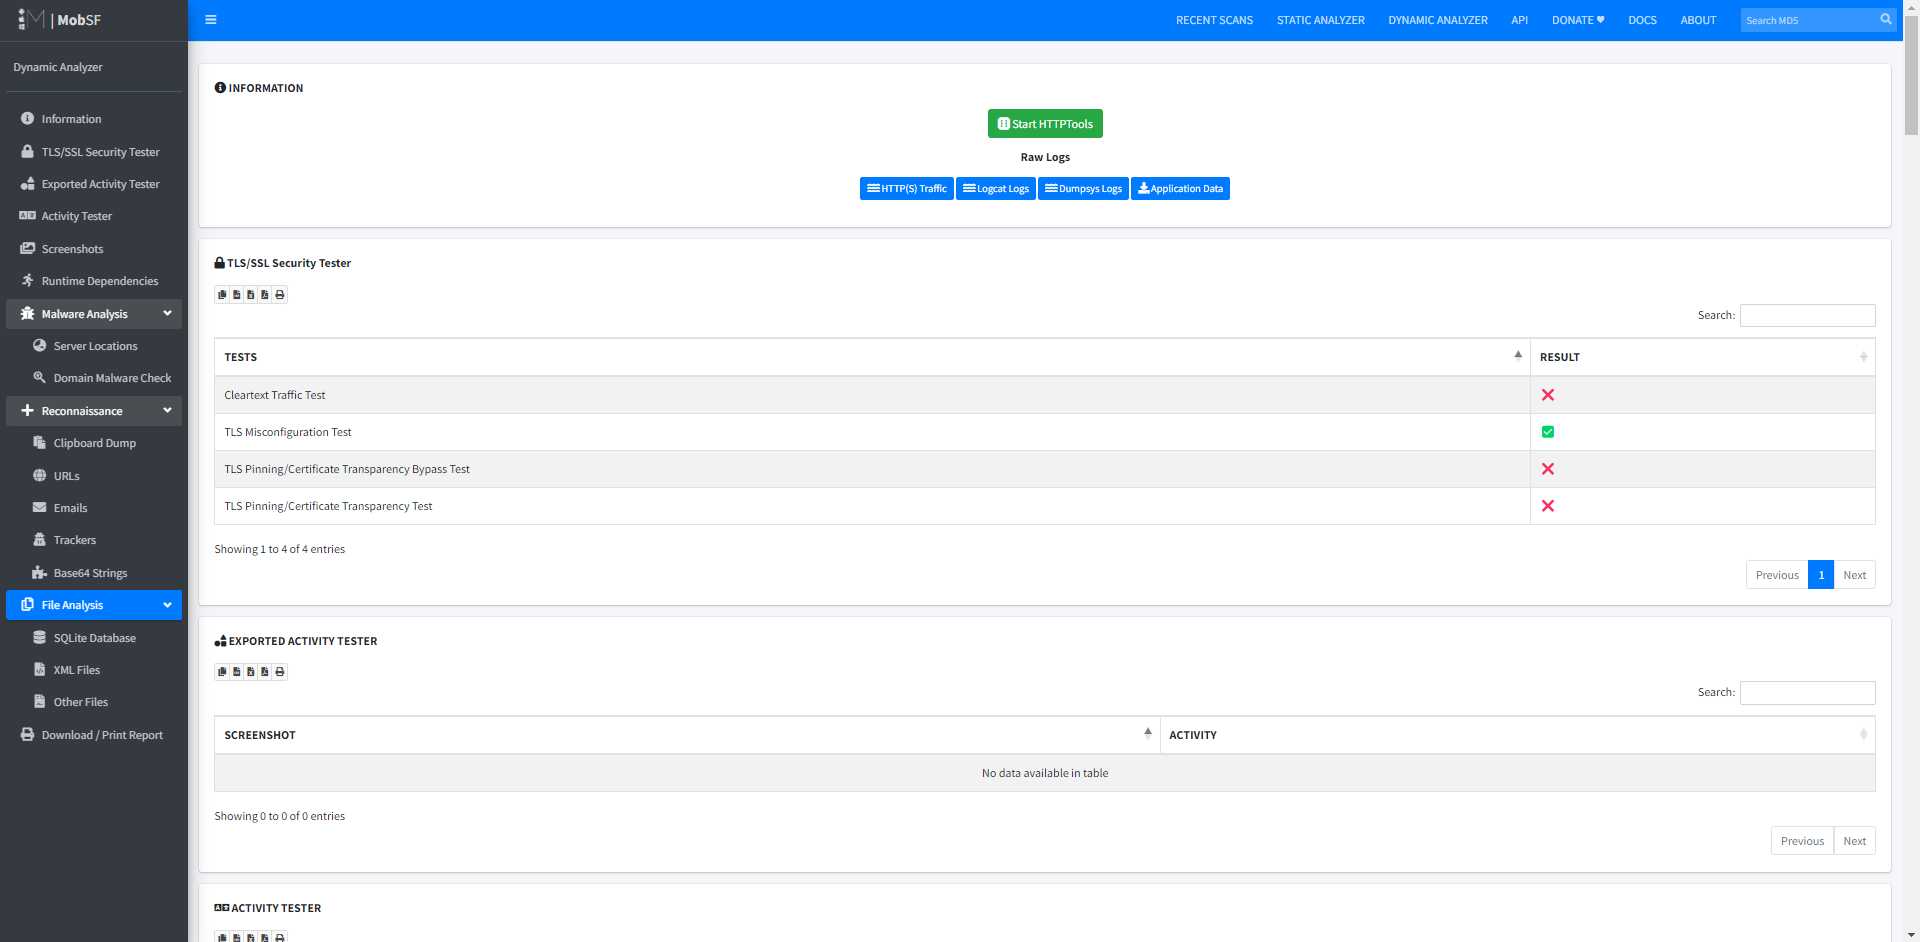 | MobSF
RECENT SCANS
STATIC ANALYZER
DYNAMIC ANALYZER
API
DONATE ♥
DOCS
ABOUT
Search MD5
Dynamic Analyzer
Information
TLS/SSL Security Tester
Exported Activity Tester
Activity Tester
Screenshots
Runtime Dependencies
Malware Analysis
Server Locations
Domain Malware Check
Reconnaissance
Clipboard Dump
URLs
Emails
Trackers
Base64 Strings
File Analysis
SQLite Database
XML Files
Other Files
Download / Print Report
INFORMATION
Start HTTPTools
Raw Logs
HTTP(S) Traffic
Logcat Logs
Dumpsys Logs
Application Data
TLS/SSL Security Tester
Search:
TESTS
RESULT
Cleartext Traffic Test
TLS Misconfiguration Test
TLS Pinning/Certificate Transparency Bypass Test
TLS Pinning/Certificate Transparency Test
Showing 1 to 4 of 4 entries
Previous
1
Next
EXPORTED ACTIVITY TESTER
Search:
SCREENSHOT
ACTIVITY
No data available in table
Showing 0 to 0 of 0 entries
Previous
Next
ACTIVITY TESTER